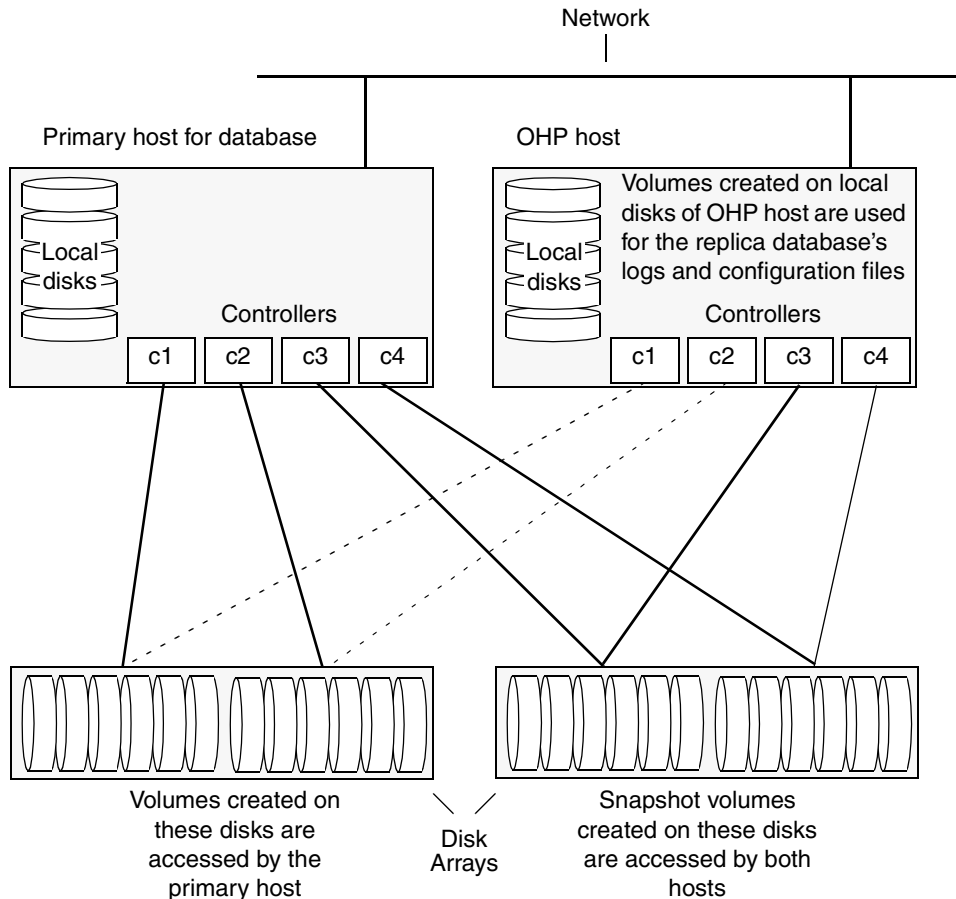 Network
Primary host for database
OHP host
Local
disks
Controllers
c1
c2
c3
c4
Local
disks
Volumes created on local
disks of OHP host are used
for the replica database's
logs and configuration files
Controllers
c1
c2
c3
c4
Volumes created on
these disks are
accessed by the
primary host
Disk
Arrays
Snapshot volumes
created on these disks
are accessed by both
hosts